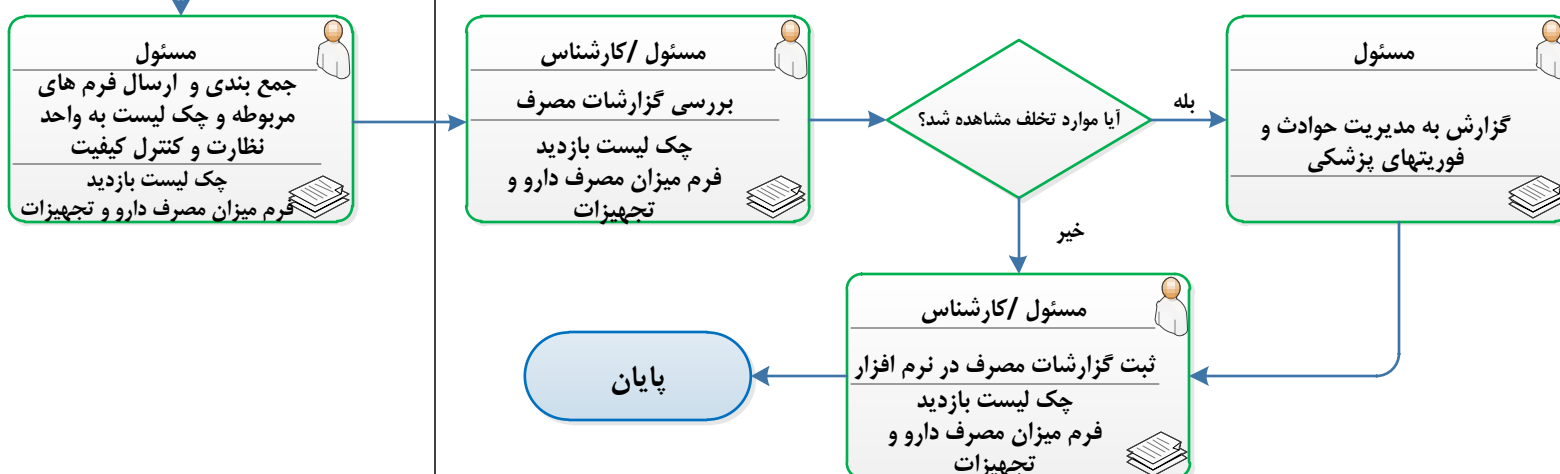 مسئول
جمع بندی و ارسال فرم های
مربوطه و چک لیست به واحد
نظارت و کنترل کیفیت
چک لیست بازدید
فرم میزان مصرف دارو و تجهیزات
مسئول /کارشناس
بررسی گزارشات مصرف
چک لیست بازدید
فرم میزان مصرف دارو و
تجهیزات
آیا موارد تخلف مشاهده شد؟
بله
مسئول
گزارش به مدیریت حوادث و
فوریتهای پزشکی
خیر
مسئول /کارشناس
ثبت گزارشات مصرف در نرم افزار
چک لیست بازدید
فرم میزان مصرف دارو و
تجهیزات
پایان